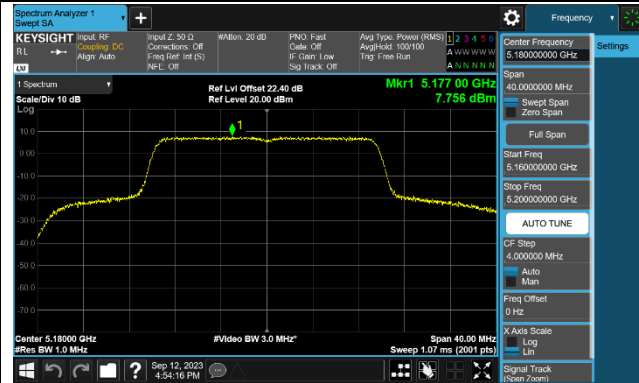 Spectrum Analyzer 1
Swept SA
Frequency
KEYSIGHT
RL
LXI
Input: RF
Coupling: DC
Align: Auto
Input Z: 50 Ω
Corrections: Off
Freq Ref: Int (S)
NFE: Off
#Atten: 20 dB
PNO: Fast
Gate: Off
IF Gain: Low
Sig Track: Off
Avg Type: Power (RMS)
Avg|Hold: 100/100
Trig: Free Run
1 2 3 4 5 6
A W W W W W
A N N N N N
1 Spectrum
Scale/Div 10 dB
Log
Ref Lvl Offset 22.40 dB
Ref Level 20.00 dBm
Mkr1 5.177 00 GHz
7.756 dBm
1
10.0
0.00
-10.0
-20.0
-30.0
-40.0
-50.0
-60.0
-70.0
Center 5.18000 GHz
#Res BW 1.0 MHz
#Video BW 3.0 MHz*
Span 40.00 MHz
Sweep 1.07 ms (2001 pts)
Center Frequency
5.180000000 GHz
Settings
Span
40.0000000 MHz
Swept Span
Zero Span
Full Span
Start Freq
5.160000000 GHz
Stop Freq
5.200000000 GHz
AUTO TUNE
CF Step
4.000000 MHz
Auto
Man
Freq Offset
0 Hz
X Axis Scale
Log
Lin
Signal Track
(Span Zoom)
?
Sep 12, 2023
4:54:16 PM